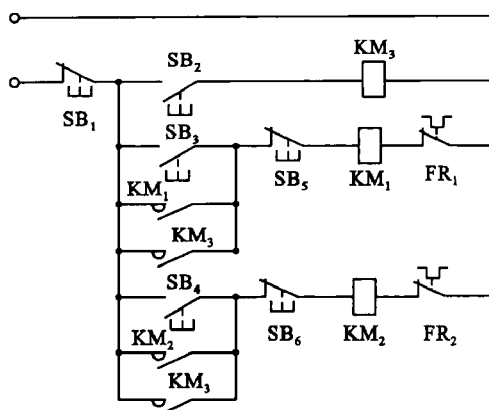 KM₃
SB₂
SB₁
SB₃
SB₅
KM₁
FR₁
KM₁
KM₃
SB₄
SB₆
KM₂
FR₂
KM₂
KM₃